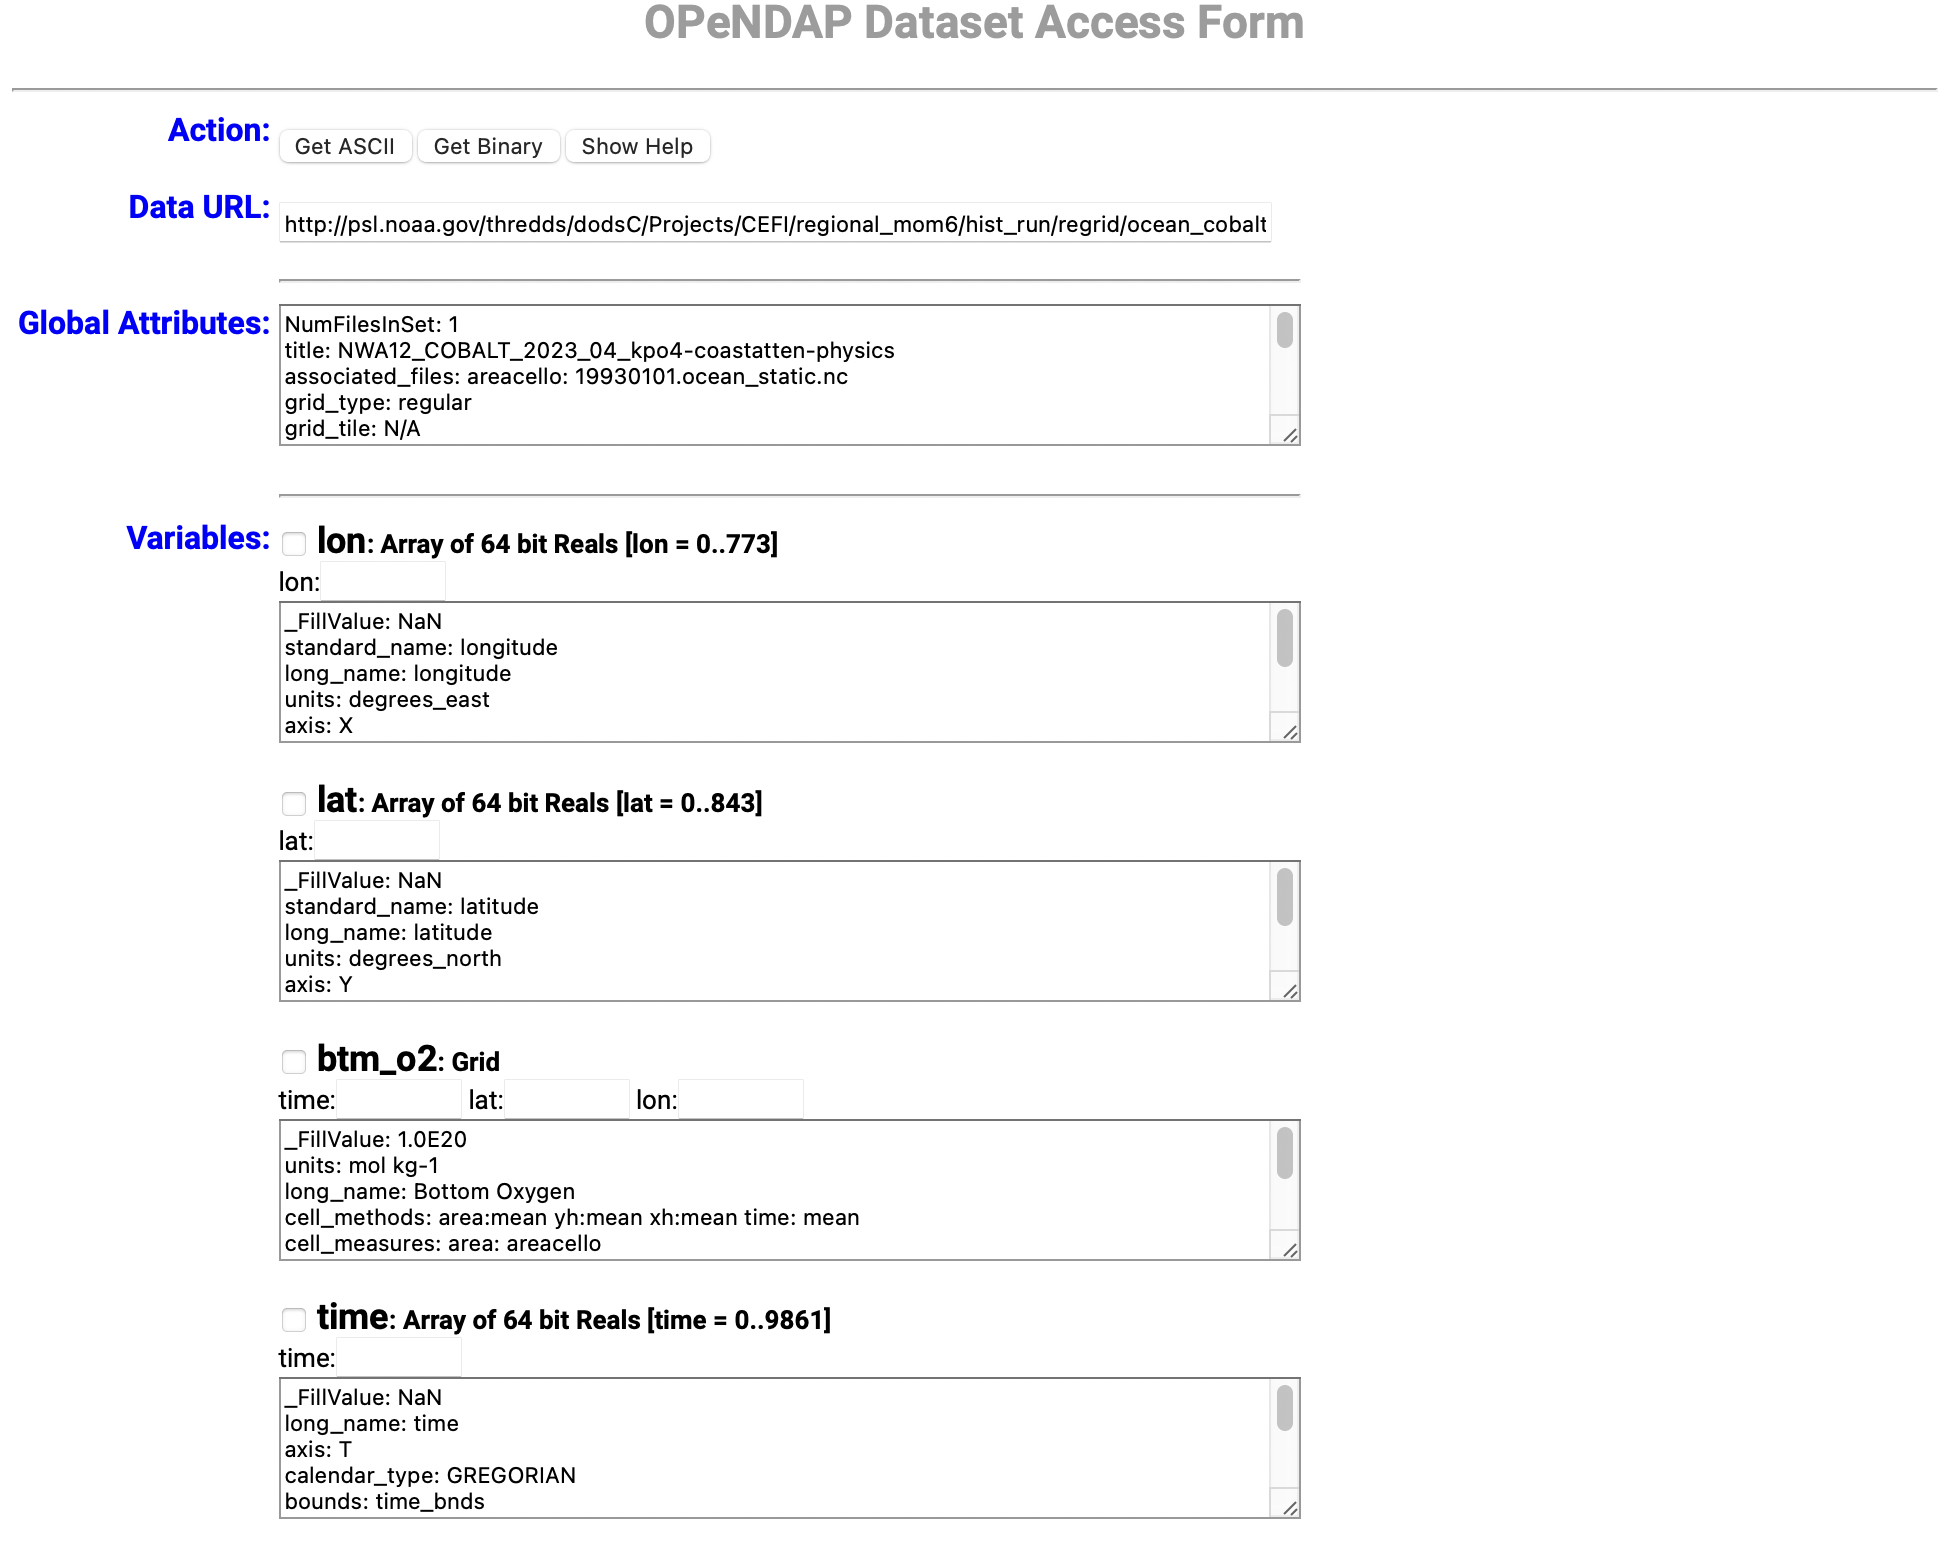 OPeNDAP Dataset Access Form
Action:
Get ASCII Get Binary Show Help
Data URL:
http://psl.noaa.gov/thredds/dodsC/Projects/CEFI/regional_mom6/hist_run/regrid/ocean_cobalt
Global Attributes:
NumFilesInSet: 1
title: NWA12_COBALT_2023_04_kpo4-coastatten-physics
associated_files: areacello: 19930101.ocean_static.nc
grid_type: regular
grid_tile: N/A
Variables:
lon: Array of 64 bit Reals [lon = 0..773]
lon:
_FillValue: NaN
standard_name: longitude
long_name: longitude
units: degrees_east
axis: X
lat: Array of 64 bit Reals [lat = 0..843]
lat:
_FillValue: NaN
standard_name: latitude
long_name: latitude
units: degrees_north
axis: Y
btm_o2: Grid
time: lat: lon:
_FillValue: 1.0E20
units: mol kg-1
long_name: Bottom Oxygen
cell_methods: area:mean yh:mean xh:mean time: mean
cell_measures: area: areacello
time: Array of 64 bit Reals [time = 0..9861]
time:
_FillValue: NaN
long_name: time
axis: T
calendar_type: GREGORIAN
bounds: time_bnds